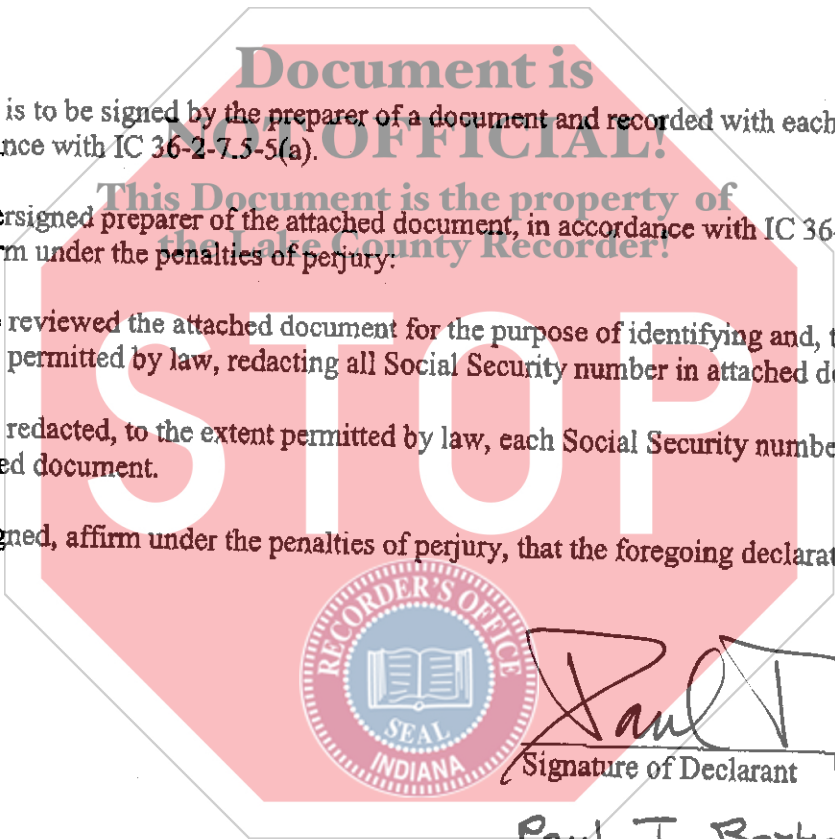 Document is
is to be signed by the preparer of a document and recorded with each
NOT OFFICIAL!
nce with IC 36-2-7.5-5(a).
This Document is the property of
ersigned preparer of the attached document, in accordance with IC 36-
the Lake County Recorder!
rm under the penalties of perjury:
reviewed the attached document for the purpose of identifying and, t
permitted by law, redacting all Social Security number in attached do
STOP
redacted, to the extent permitted by law, each Social Security numbe
ed document.
gned, affirm under the penalties of perjury, that the foregoing declarat
RECORDER'S OFFICE
SEAL
INDIANA
Paul T
Signature of Declarant
Paul T.